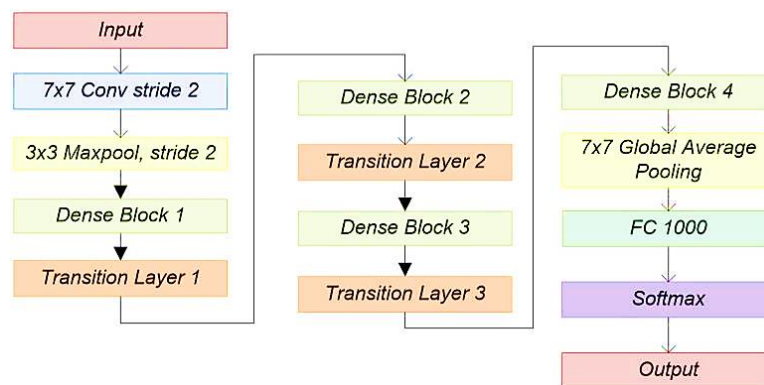 Input
7x7 Conv stride 2
3x3 Maxpool, stride 2
Dense Block 1
Transition Layer 1
Dense Block 2
Transition Layer 2
Dense Block 3
Transition Layer 3
Dense Block 4
7x7 Global Average
Pooling
FC 1000
Softmax
Output